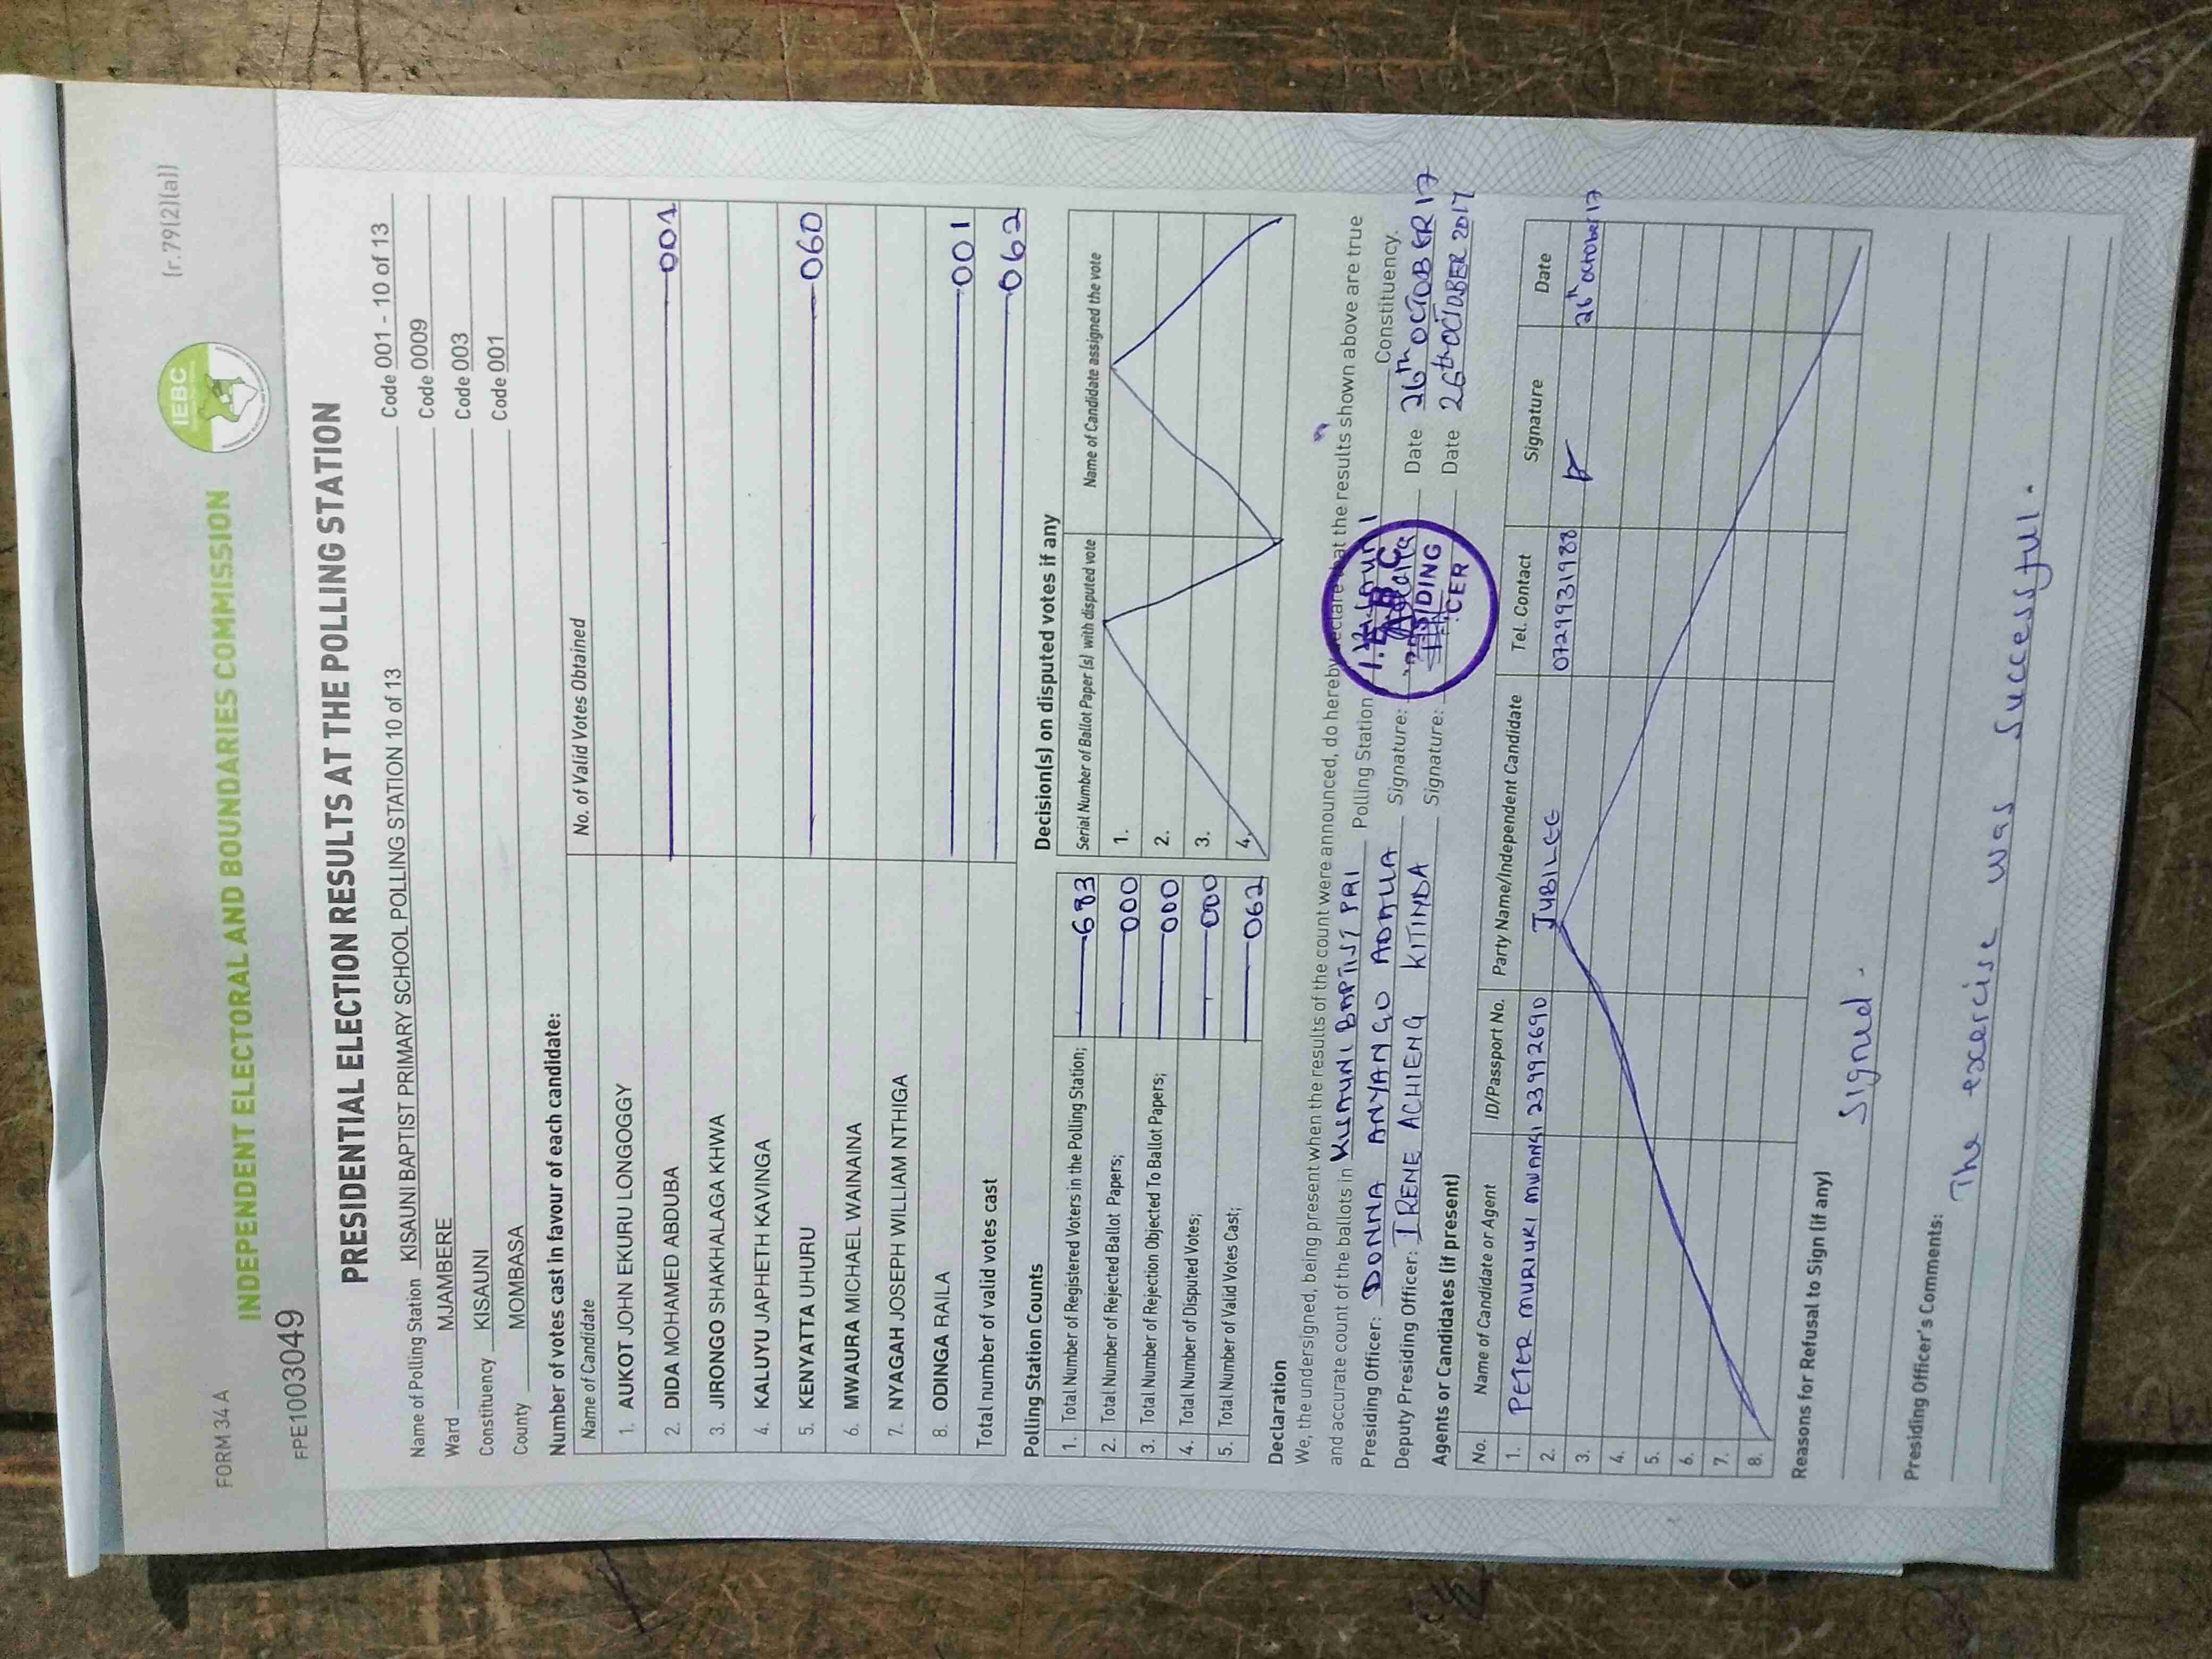 FORM 34A (r.79(2)(a))
IEBC
INDEPENDENT ELECTORAL AND BOUNDARIES COMMISSION
FPE1003049
PRESIDENTIAL ELECTION RESULTS AT THE POLLING STATION
Name of Polling Station KISAUNI BAPTIST PRIMARY SCHOOL POLLING STATION 10 of 13 Code 001 - 10 of 13
Ward MJAMBERE Code 0009
Constituency KISAUNI Code 003
County MOMBASA Code 001
Number of votes cast in favour of each candidate:
Name of Candidate No. of Valid Votes Obtained
1. AUKOT JOHN EKURU LONGOGGY
2. DIDA MOHAMED ABDUBA 001
3. JIRONGO SHAKHALAGA KHWA
4. KALUYU JAPHETH KAVINGA
5. KENYATTA UHURU 060
6. MWAURA MICHAEL WAINAINA
7. NYAGAH JOSEPH WILLIAM NTHIGA
8. ODINGA RAILA 001
Total number of valid votes cast 062
Polling Station Counts
1. Total Number of Registered Voters in the Polling Station; 683
2. Total Number of Rejected Ballot Papers; 000
3. Total Number of Rejection Objected To Ballot Papers; 000
4. Total Number of Disputed Votes; 000
5. Total Number of Valid Votes Cast; 062
Decision(s) on disputed votes if any
Serial Number of Ballot Paper (s) with disputed vote Name of Candidate assigned the vote
1.
2.
3.
4.
Declaration
We, the undersigned, being present when the results of the count were announced, do hereby declare that the results shown above are true
and accurate count of the ballots in KISAUNI BAPTIST PRI Polling Station Constituency.
Presiding Officer: DONNA ANYANGO ADALLA Signature: Date 26th OCTOBER 17
Deputy Presiding Officer: IRENE ACHIENG KITINDA Signature: Date 26th OCTOBER 2017
Agents or Candidates (if present)
No. Name of Candidate or Agent ID/Passport No. Party Name/Independent Candidate Tel. Contact Signature Date
1. PETER MURIUKI MWANGI 23992690 JUBILEE 0729931988 26th october 17
2.
3.
4.
5.
6.
7.
8.
Reasons for Refusal to Sign (if any)
Signed.
Presiding Officer's Comments:
The exercise was successful.